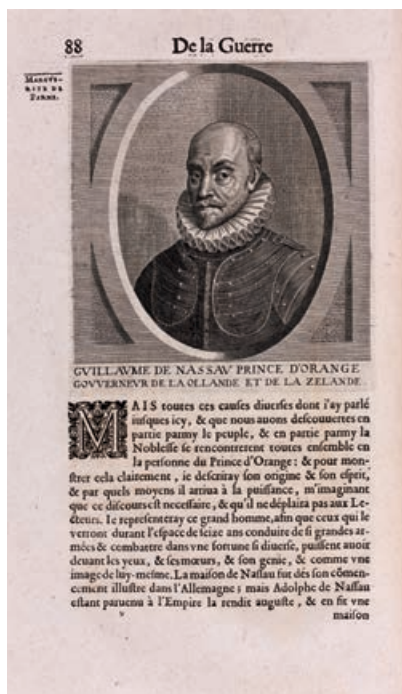 88
De la Guerre
MARGVE-
RITE DE
PARME.
GVILLAVME DE NASSAV PRINCE D'ORANGE
GOVVERNEVR DE LA OLLANDE ET DE LA ZELANDE
MAIS toutes ces causes diuerses dont i'ay parlé
iusques icy, & que nous auons descouuertes en
partie parmy le peuple, & en partie parmy la
Noblesse se rencontrerent toutes ensemble en
la personne du Prince d'Orange: & pour mon-
strer cela clairement, ie descriray son origine & son esprit,
& par quels moyens il arriua à la puissance, m'imaginant
que ce discours est necessaire, & qu'il ne déplaira pas aux Le-
cteurs. Ie representeray ce grand homme, afin que ceux qui le
verront durant l'espace de seize ans conduire de si grandes ar-
mées & combattre dans vne fortune si diuerse, puissent auoir
deuant les yeux, & ses mœurs, & son genie, & comme vne
image de luy-mesme. La maison de Nassau fut dés son cōmen-
cement illustre dans l'Allemagne; mais Adolphe de Nassau
estant paruenu à l'Empire la rendit auguste, & en fit vne
maison